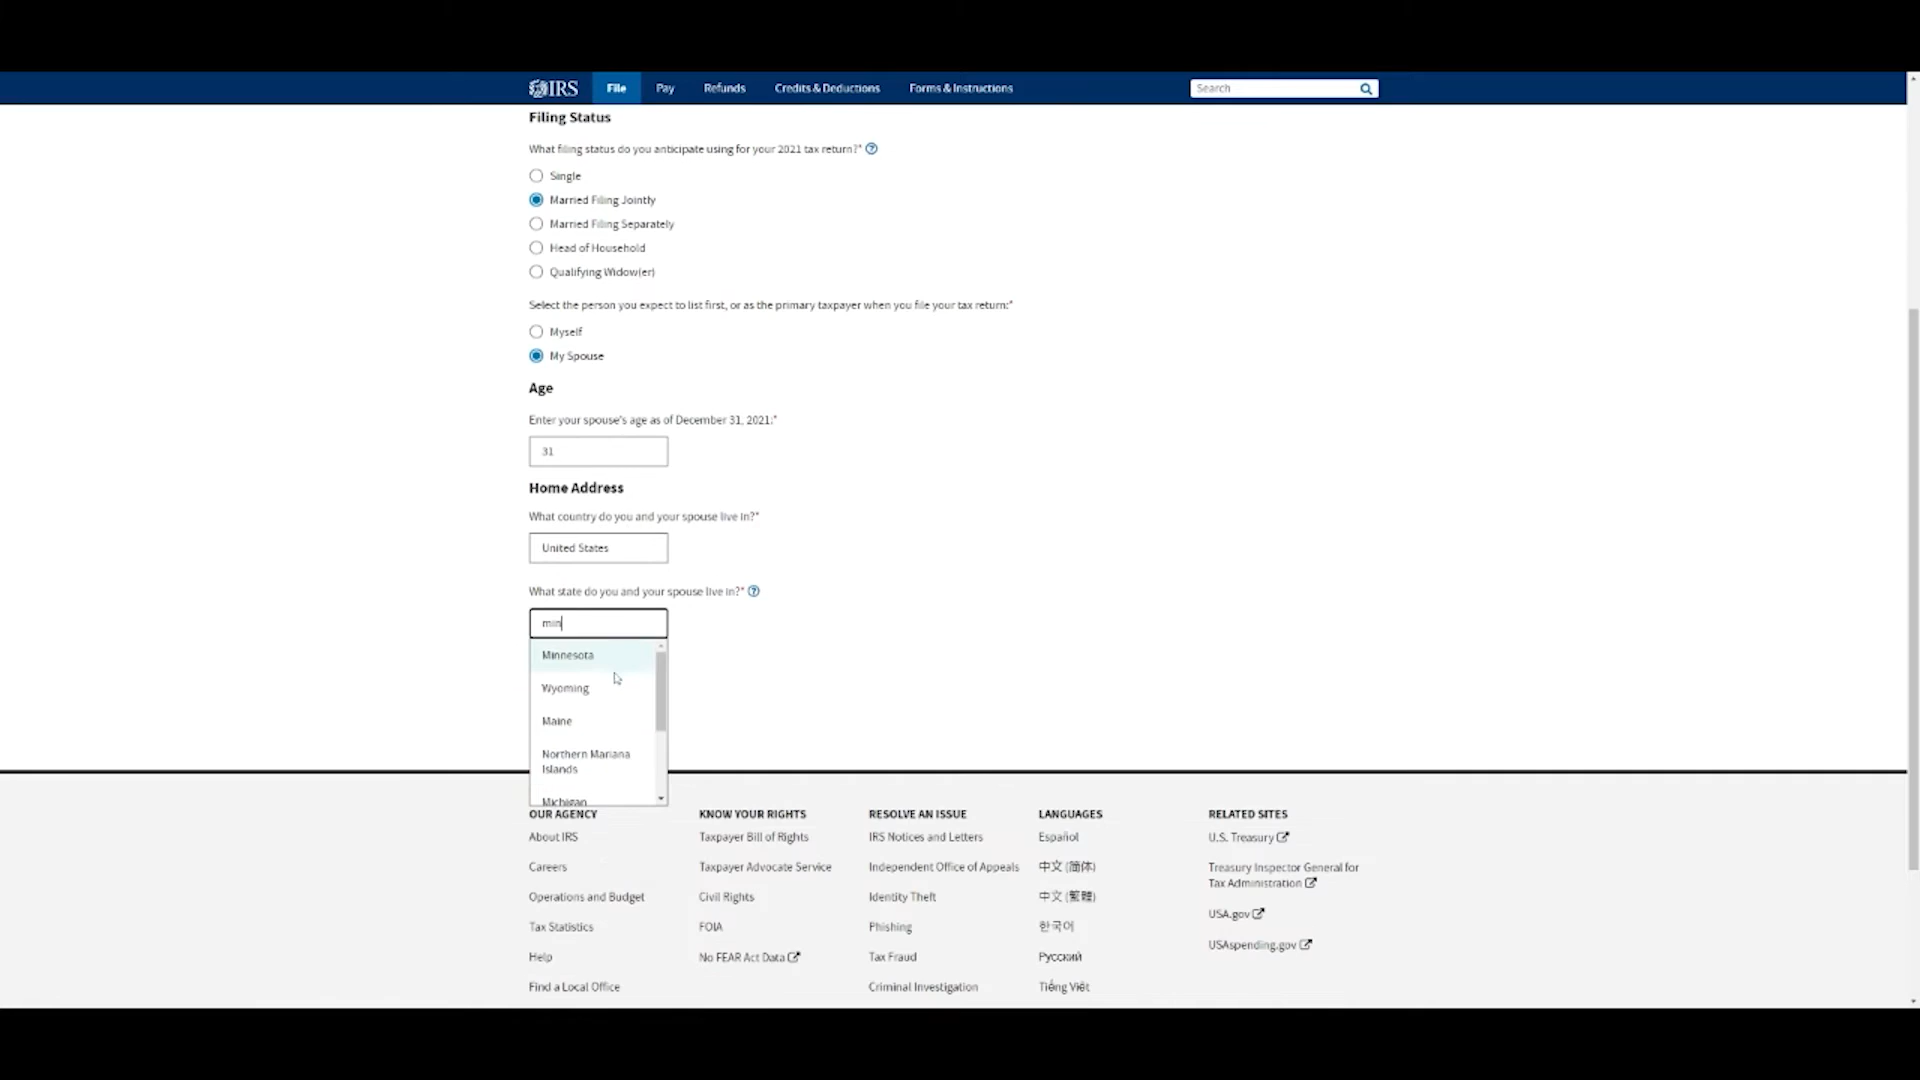 IRS File Pay Refunds Credits & Deductions Forms & Instructions Search
Filing Status
What filing status do you anticipate using for your 2021 tax return?*
Single
Married Filing Jointly
Married Filing Separately
Head of Household
Qualifying Widow(er)
Select the person you expect to list first, or as the primary taxpayer when you file your tax return:*
Myself
My Spouse
Age
Enter your spouse's age as of December 31, 2021:*
31
Home Address
What country do you and your spouse live in?*
United States
What state do you and your spouse live in?*
min
Minnesota
Wyoming
Maine
Northern Mariana
Islands
Michigan
OUR AGENCY
About IRS
Careers
Operations and Budget
Tax Statistics
Help
Find a Local Office
KNOW YOUR RIGHTS
Taxpayer Bill of Rights
Taxpayer Advocate Service
Civil Rights
FOIA
No FEAR Act Data
RESOLVE AN ISSUE
IRS Notices and Letters
Independent Office of Appeals
Identity Theft
Phishing
Tax Fraud
Criminal Investigation
LANGUAGES
Español
中文 (简体)
中文 (繁體)
한국어
Русский
Tiếng Việt
RELATED SITES
U.S. Treasury
Treasury Inspector General for
Tax Administration
USA.gov
USAspending.gov